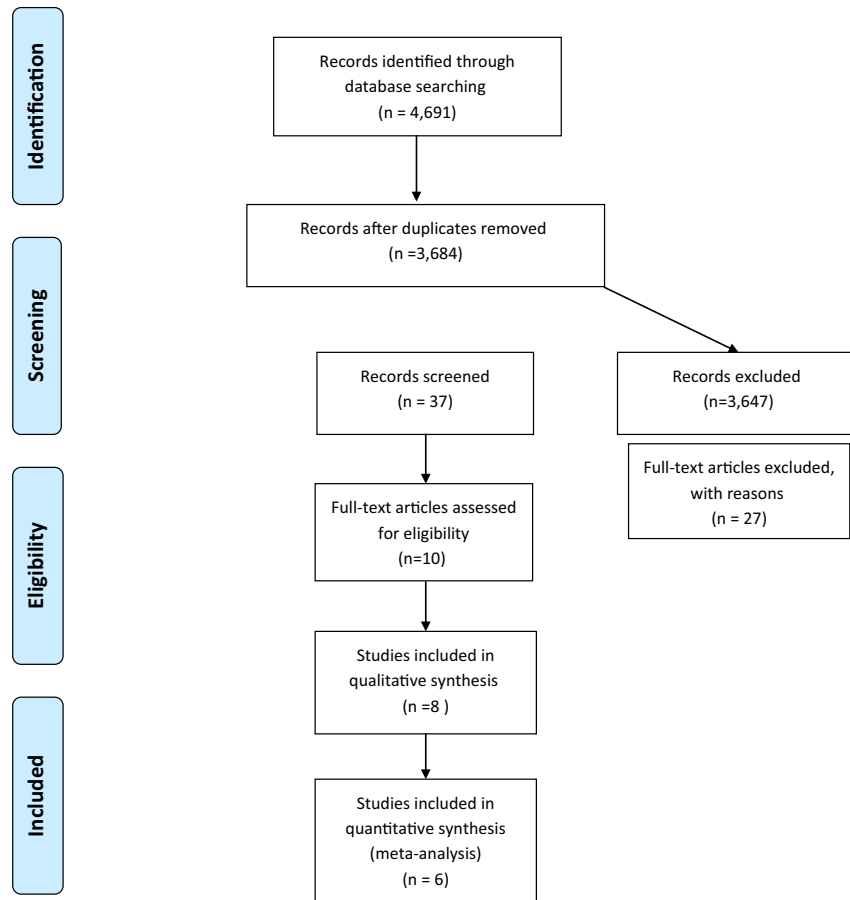 Identification
Records identified through
database searching
(n = 4,691)
Records after duplicates removed
(n =3,684)
Screening
Records screened
(n = 37)
Records excluded
(n=3,647)
Full-text articles excluded,
with reasons
(n = 27)
Eligibility
Full-text articles assessed
for eligibility
(n=10)
Studies included in
qualitative synthesis
(n =8 )
Included
Studies included in
quantitative synthesis
(meta-analysis)
(n = 6)